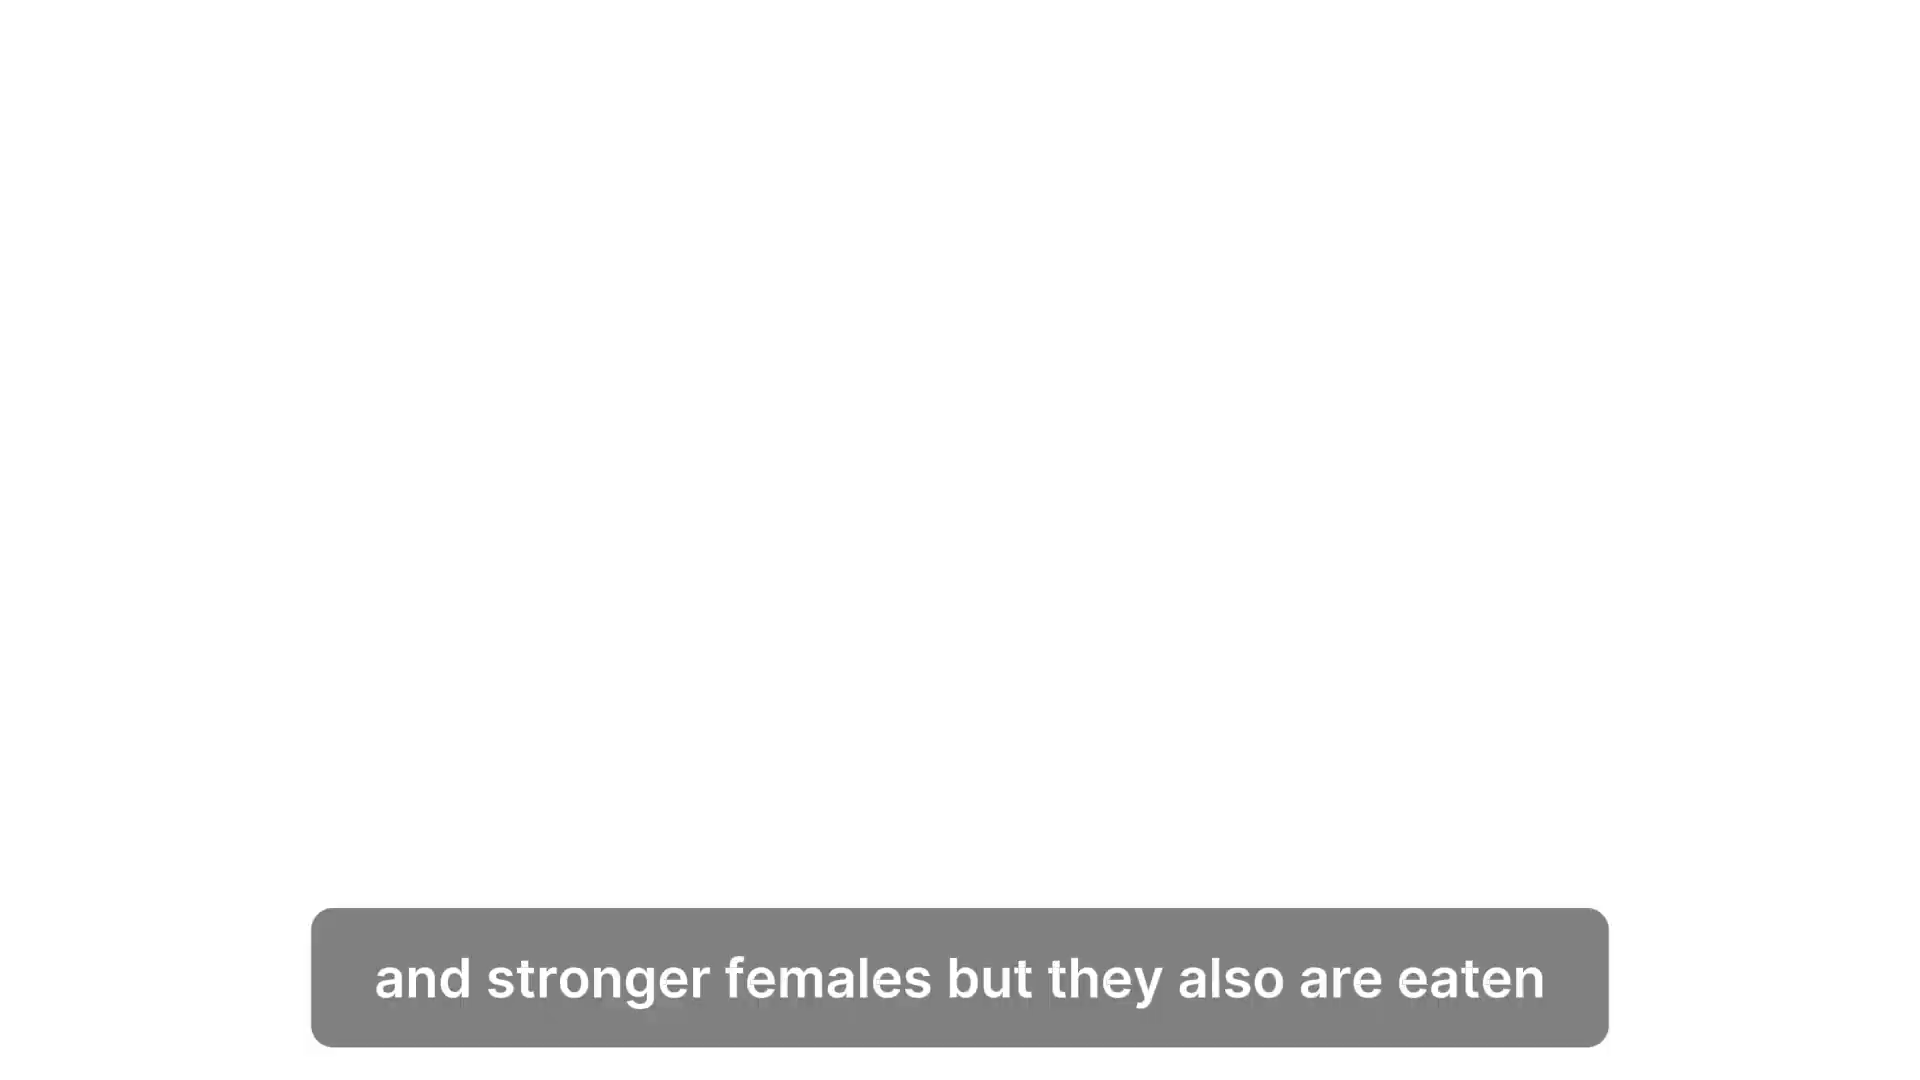 and stronger females but they also are eaten